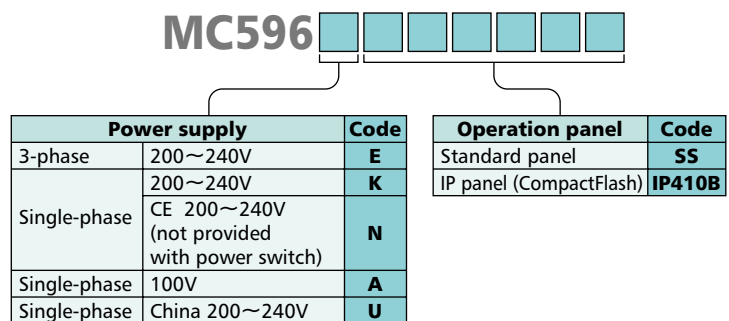 MC596
Power supply Code
3-phase 200～240V E
Single-phase 200～240V K
CE 200～240V
(not provided
with power switch) N
Single-phase 100V A
Single-phase China 200～240V U
Operation panel Code
Standard panel SS
IP panel (CompactFlash) IP410B